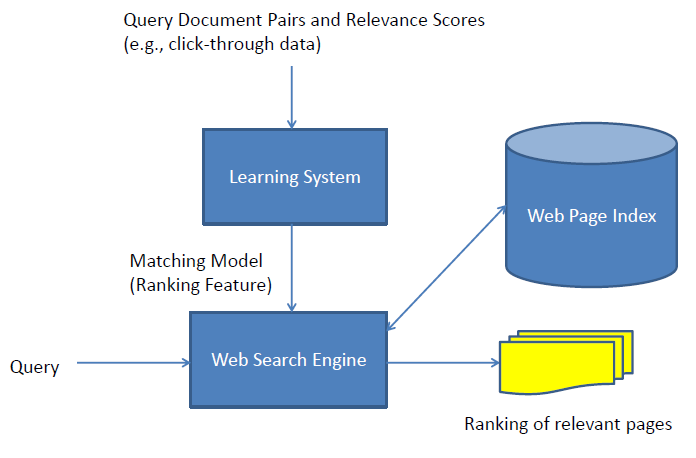 Query Document Pairs and Relevance Scores
(e.g., click-through data)
Learning System
Web Page Index
Matching Model
(Ranking Feature)
Query
Web Search Engine
Ranking of relevant pages